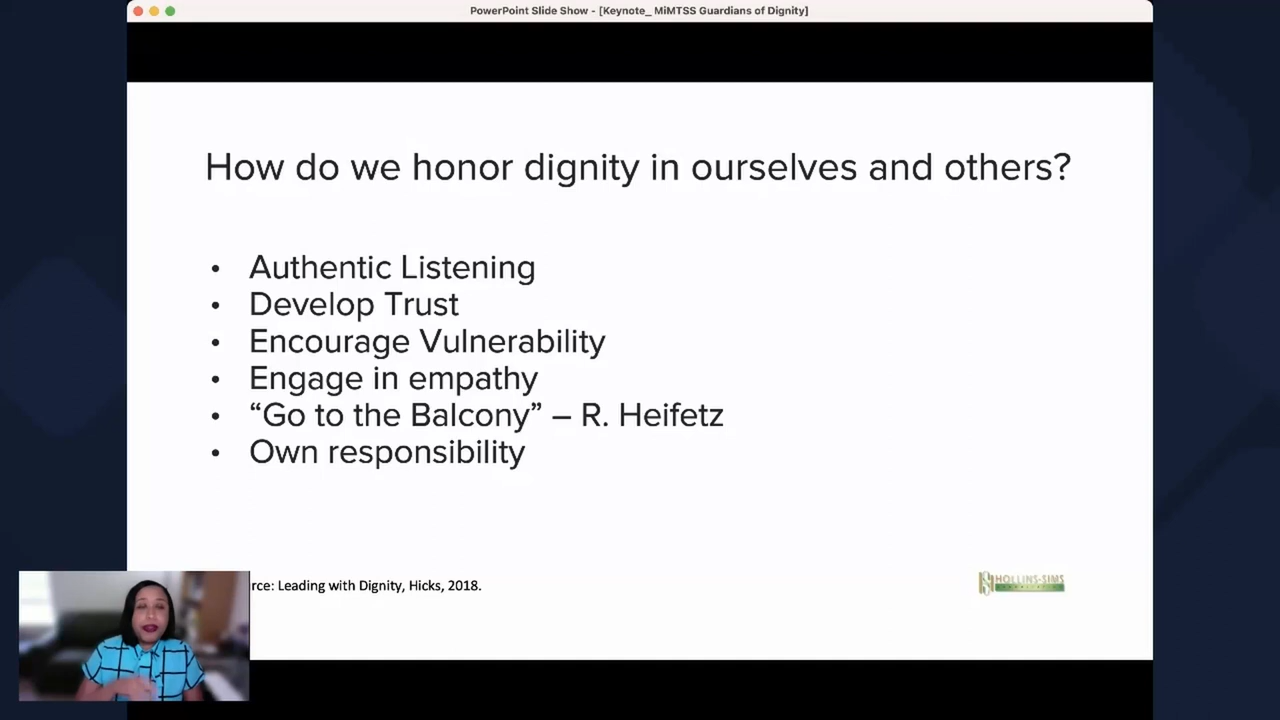 PowerPoint Slide Show - [Keynote_ MiMTSS Guardians of Dignity]
How do we honor dignity in ourselves and others?
• Authentic Listening
• Develop Trust
• Encourage Vulnerability
• Engage in empathy
• “Go to the Balcony” – R. Heifetz
• Own responsibility
rce: Leading with Dignity, Hicks, 2018.
HOLLINS-SIMS